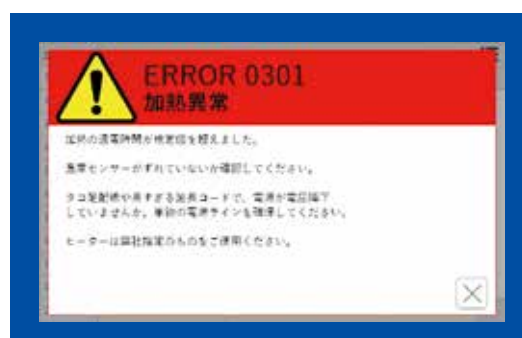 ERROR 0301
加熱異常
加熱の通電時間が規定値を超えました。
温度センサーがずれていないか確認してください。
タコ足配線や長すぎる延長コードで、電源が電圧降下
していませんか。単独の電源ラインを確保してください。
ヒーターは弊社指定のものをご使用ください。